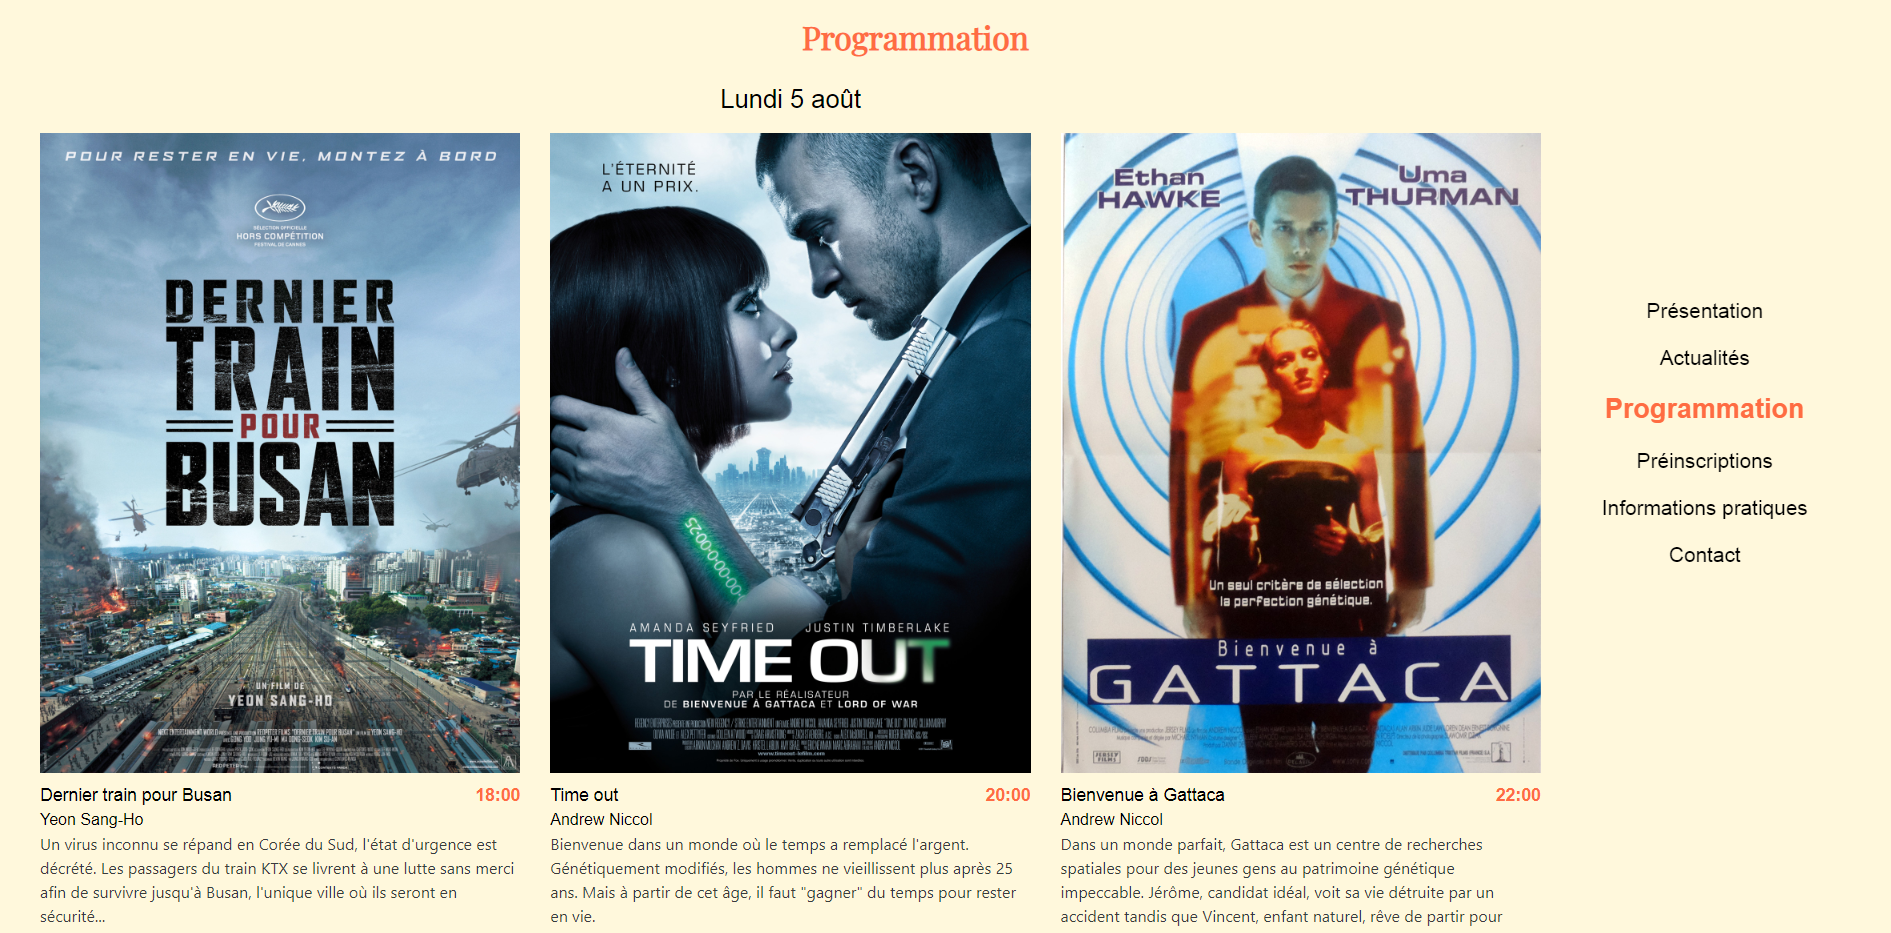 Programmation
Lundi 5 août
POUR RESTER EN VIE, MONTEZ À BORD
SÉLECTION OFFICIELLE
HORS COMPÉTITION
FESTIVAL DE CANNES
DERNIER
TRAIN
POUR
BUSAN
UN FILM DE
YEON SANG-HO
L'ÉTERNITÉ
A UN PRIX.
00:00:0:00:00:25
AMANDA SEYFRIED JUSTIN TIMBERLAKE
TIME OUT
PAR LE RÉALISATEUR
DE BIENVENUE À GATTACA ET LORD OF WAR
Ethan
HAWKE
Uma
THURMAN
Un seul critère de sélection
la perfection génétique.
Bienvenue à
GATTACA
JERSEY
FILMS
Dernier train pour Busan 18:00
Yeon Sang-Ho
Un virus inconnu se répand en Corée du Sud, l'état d'urgence est
décrété. Les passagers du train KTX se livrent à une lutte sans merci
afin de survivre jusqu'à Busan, l'unique ville où ils seront en
sécurité...
Time out 20:00
Andrew Niccol
Bienvenue dans un monde où le temps a remplacé l'argent.
Génétiquement modifiés, les hommes ne vieillissent plus après 25
ans. Mais à partir de cet âge, il faut "gagner" du temps pour rester
en vie.
Bienvenue à Gattaca 22:00
Andrew Niccol
Dans un monde parfait, Gattaca est un centre de recherches
spatiales pour des jeunes gens au patrimoine génétique
impeccable. Jérôme, candidat idéal, voit sa vie détruite par un
accident tandis que Vincent, enfant naturel, rêve de partir pour
Présentation
Actualités
Programmation
Préinscriptions
Informations pratiques
Contact